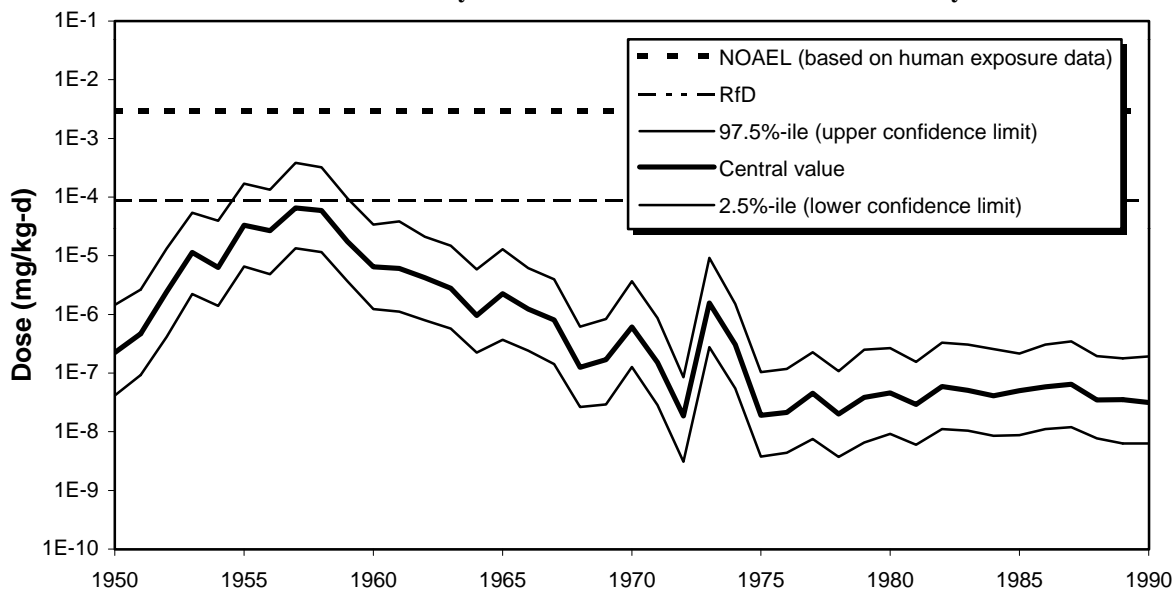 1E-1
1E-2
1E-3
1E-4
1E-5
1E-6
1E-7
1E-8
1E-9
1E-10
Dose (mg/kg-d)
NOAEL (based on human exposure data)
RfD
97.5%-ile (upper confidence limit)
Central value
2.5%-ile (lower confidence limit)
1950 1955 1960 1965 1970 1975 1980 1985 1990